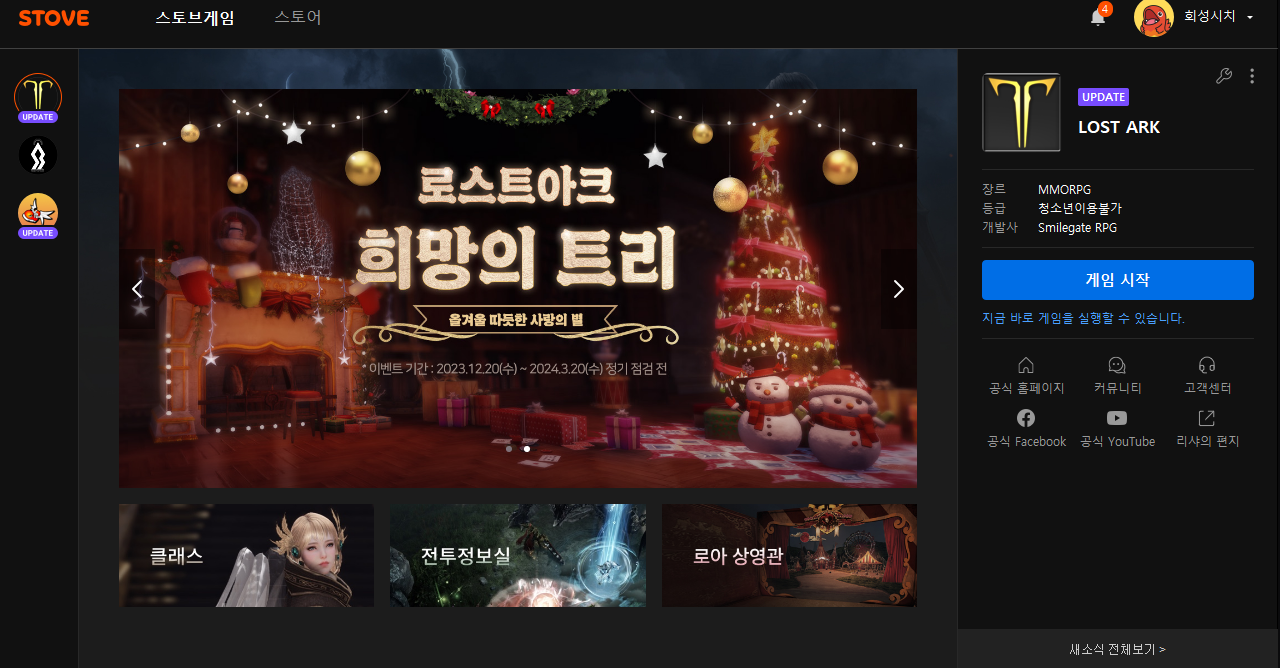 STOVE
스토브게임
스토어
4
회성시치
UPDATE
UPDATE
로스트아크
희망의 트리
올겨울 따듯한 사랑의 별
* 이벤트 기간 : 2023.12.20(수) ~ 2024.3.20(수) 정기 점검 전
클래스
전투정보실
로아 상영관
UPDATE
LOST ARK
장르 MMORPG
등급 청소년이용불가
개발사 Smilegate RPG
게임 시작
지금 바로 게임을 실행할 수 있습니다.
공식 홈페이지
커뮤니티
고객센터
공식 Facebook
공식 YouTube
리샤의 편지
새소식 전체보기 >